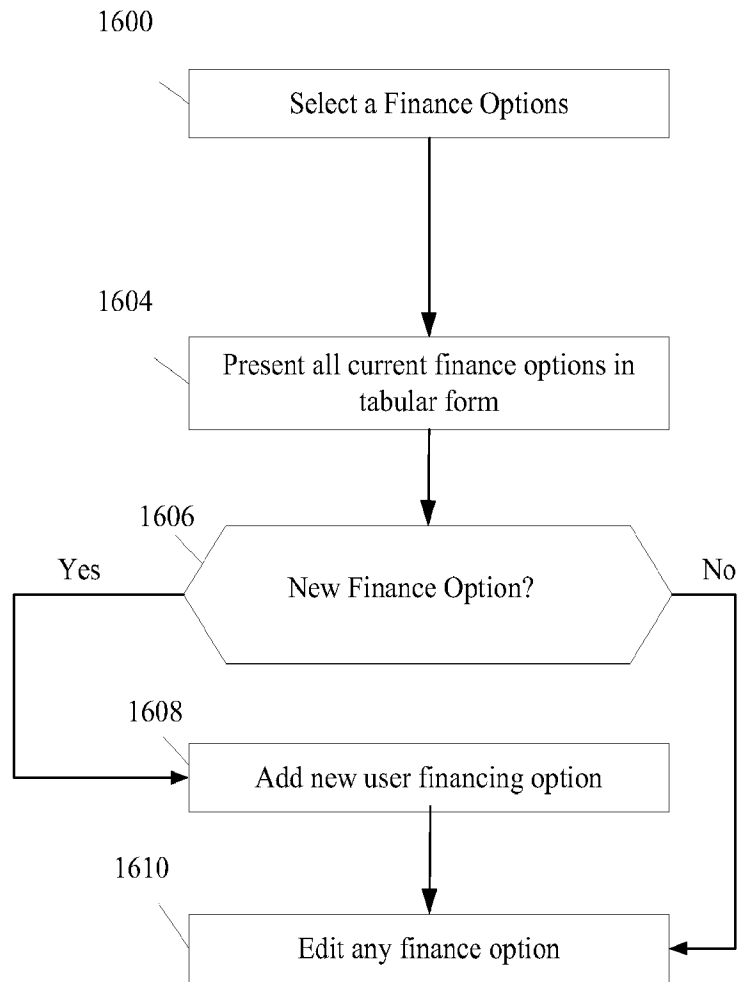 1600
Select a Finance Options
1604
Present all current finance options in
tabular form
1606
Yes
New Finance Option?
No
1608
Add new user financing option
1610
Edit any finance option